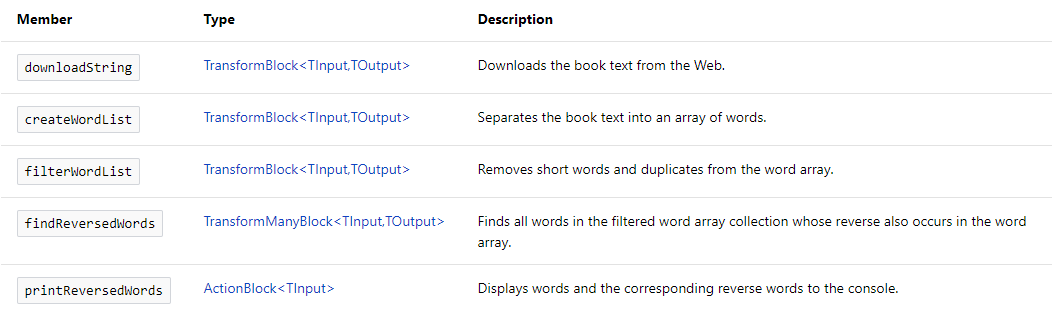 Member Type Description
downloadString TransformBlock<TInput,TOutput> Downloads the book text from the Web.
createWordList TransformBlock<TInput,TOutput> Separates the book text into an array of words.
filterWordList TransformBlock<TInput,TOutput> Removes short words and duplicates from the word array.
findReversedWords TransformManyBlock<TInput,TOutput> Finds all words in the filtered word array collection whose reverse also occurs in the word
array.
printReversedWords ActionBlock<TInput> Displays words and the corresponding reverse words to the console.